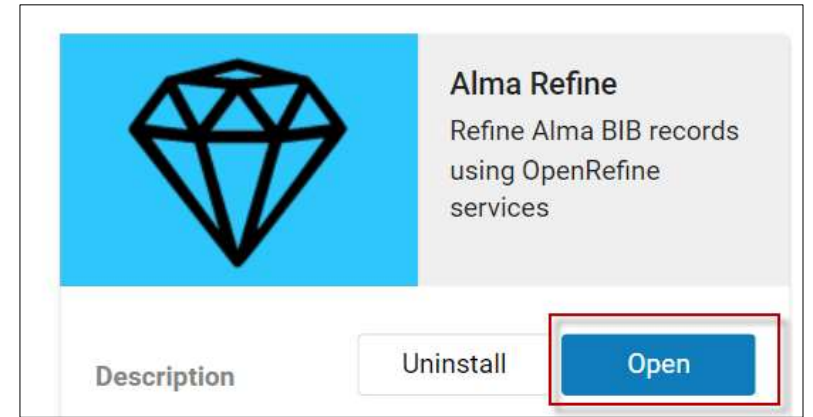 Alma Refine
Refine Alma BIB records
using OpenRefine
services
Description
Uninstall
Open